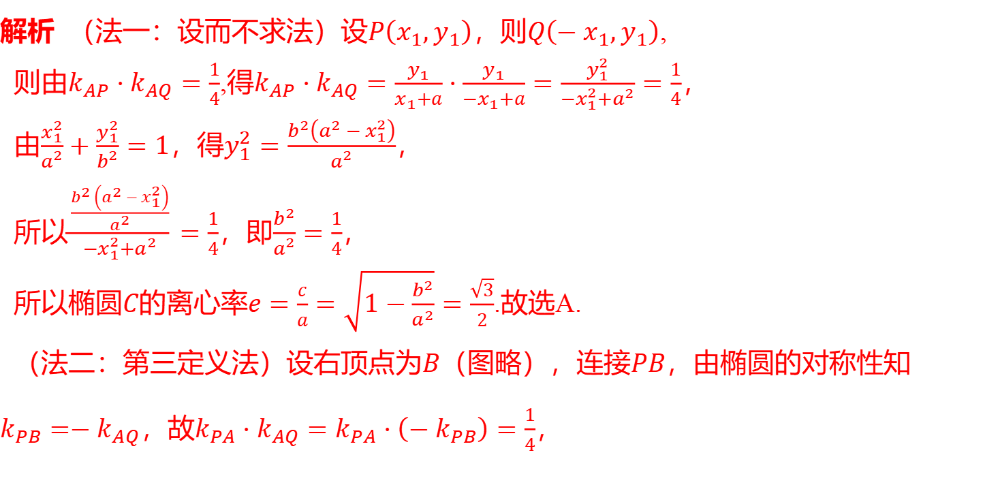 解析 （法一：设而不求法）设$P(x_1,y_1)$，则$Q(-x_1,y_1)$,
则由$k_{AP}\cdot k_{AQ}=\frac{1}{4}$,得$k_{AP}\cdot k_{AQ}=\frac{y_1}{x_1+a}\cdot\frac{y_1}{-x_1+a}=\frac{y_1^2}{-x_1^2+a^2}=\frac{1}{4}$,
由$\frac{x_1^2}{a^2}+\frac{y_1^2}{b^2}=1$，得$y_1^2=\frac{b^2(a^2-x_1^2)}{a^2}$,
所以$\frac{\frac{b^2(a^2-x_1^2)}{a^2}}{-x_1^2+a^2}=\frac{1}{4}$，即$\frac{b^2}{a^2}=\frac{1}{4}$,
所以椭圆$C$的离心率$e=\frac{c}{a}=\sqrt{1-\frac{b^2}{a^2}}=\frac{\sqrt{3}}{2}$.故选A.
（法二：第三定义法）设右顶点为$B$（图略），连接$PB$，由椭圆的对称性知
$k_{PB}=-k_{AQ}$，故$k_{PA}\cdot k_{AQ}=k_{PA}\cdot(-k_{PB})=\frac{1}{4}$,